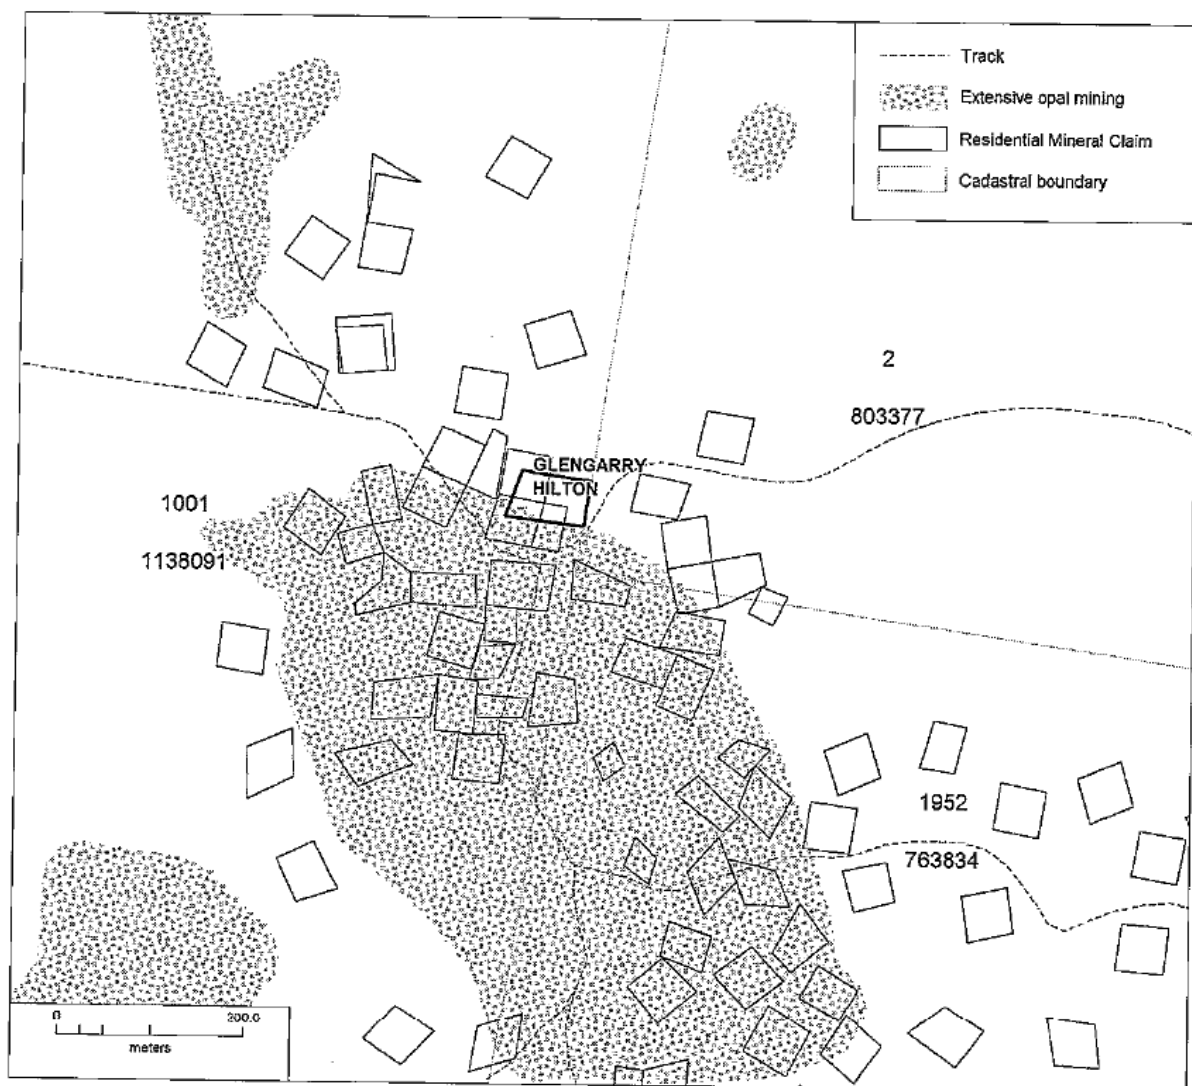 Track
Extensive opal mining
Residential Mineral Claim
Cadastral boundary
2
803377
GLENGARRY
HILTON
1001
1138091
1952
763834
0 200.0
meters